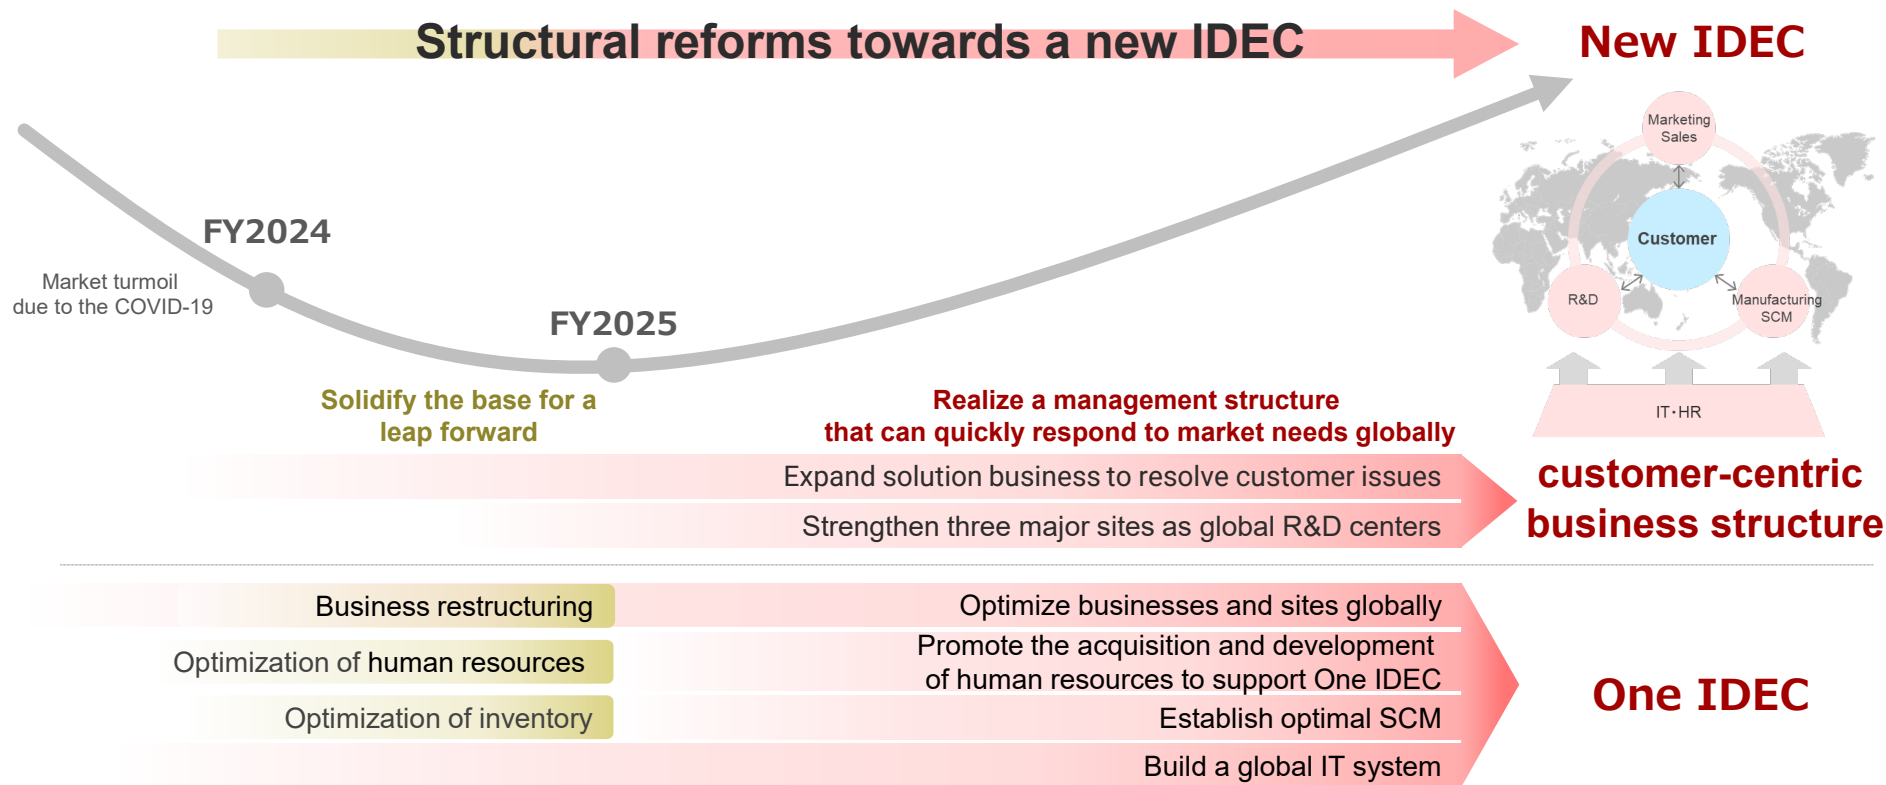 Structural reforms towards a new IDEC
New IDEC
Marketing
Sales
Customer
R&D
Manufacturing
SCM
IT・HR
FY2024
Market turmoil
due to the COVID-19
FY2025
Solidify the base for a
leap forward
Realize a management structure
that can quickly respond to market needs globally
Expand solution business to resolve customer issues
Strengthen three major sites as global R&D centers
customer-centric
business structure
Business restructuring
Optimize businesses and sites globally
Optimization of human resources
Promote the acquisition and development
of human resources to support One IDEC
Optimization of inventory
Establish optimal SCM
Build a global IT system
One IDEC